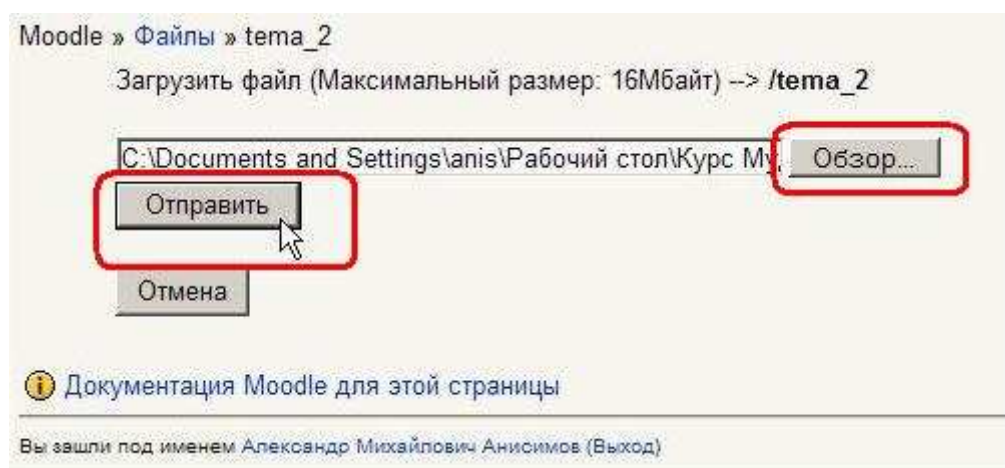 Moodle » Файлы » tema_2
Загрузить файл (Максимальный размер: 16Мбайт) --> /tema_2
C:\Documents and Settings\anis\Рабочий стол\Курс Му Обзор...
Отправить
Отмена
Документация Moodle для этой страницы
Вы зашли под именем Александр Михайлович Анисимов (Выход)